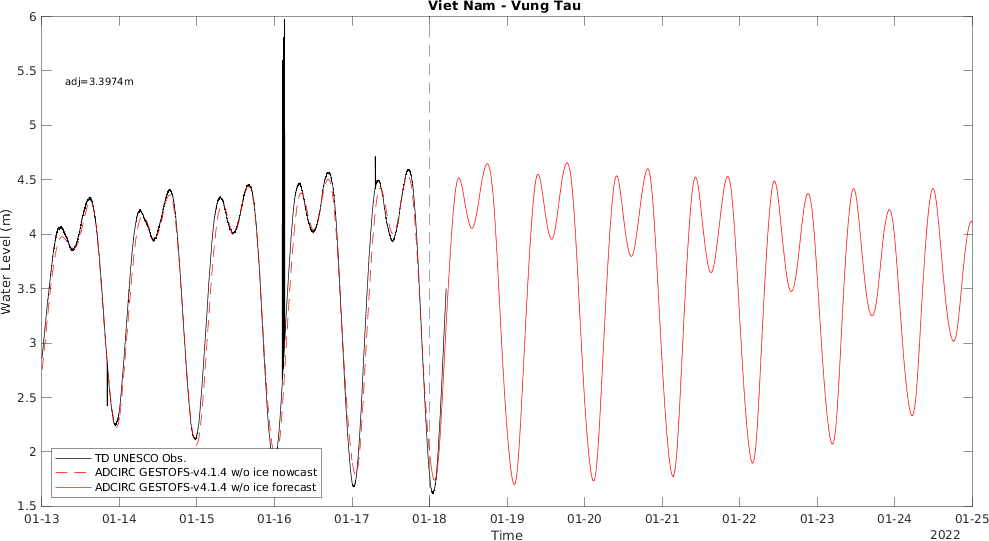 Viet Nam - Vung Tau
6
5.5
5
4.5
4
3.5
3
2.5
2
1.5
Water Level (m)
adj=3.3974m
TD UNESCO Obs.
ADCIRC GESTOFS-v4.1.4 w/o ice nowcast
ADCIRC GESTOFS-v4.1.4 w/o ice forecast
01-13 01-14 01-15 01-16 01-17 01-18 01-19 01-20 01-21 01-22 01-23 01-24 01-25
Time
2022